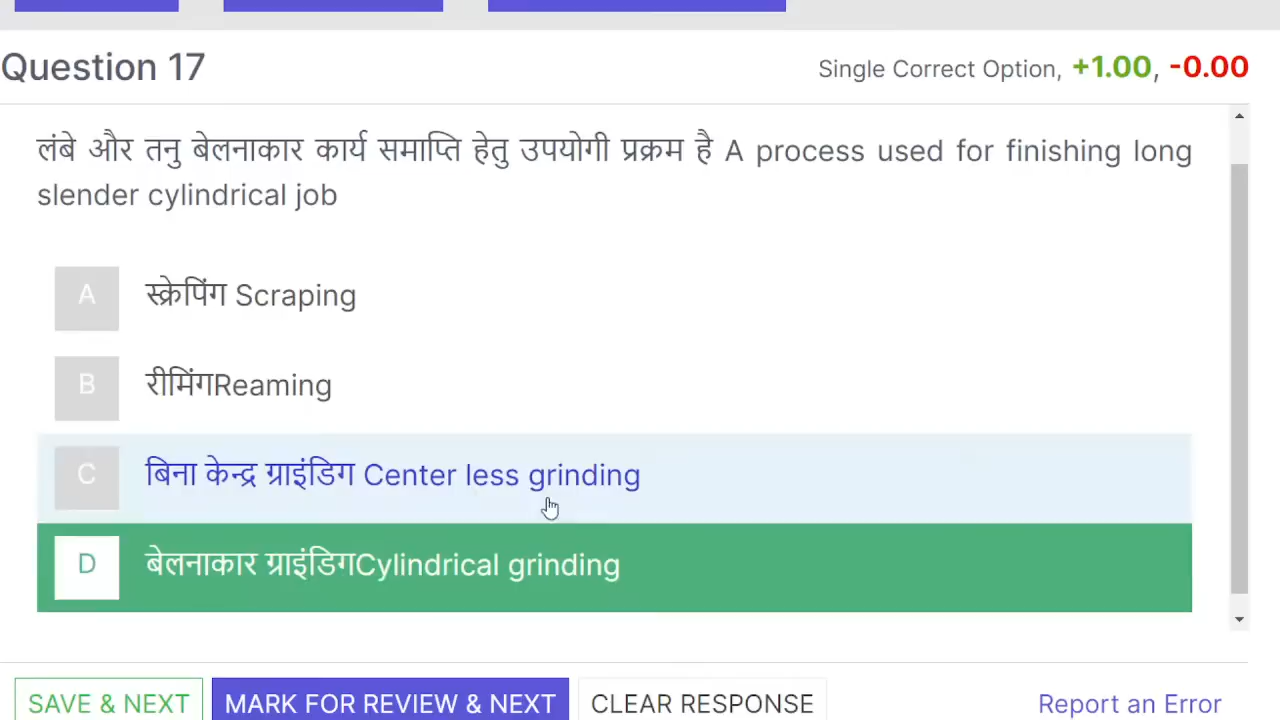 Question 17
Single Correct Option, +1.00, -0.00
लंबे और तनु बेलनाकार कार्य समाप्ति हेतु उपयोगी प्रक्रम है A process used for finishing long
slender cylindrical job
A स्क्रेपिंग Scraping
B रीमिंगReaming
C बिना केन्द्र ग्राइंडिग Center less grinding
D बेलनाकार ग्राइंडिगCylindrical grinding
SAVE & NEXT
MARK FOR REVIEW & NEXT
CLEAR RESPONSE
Report an Error